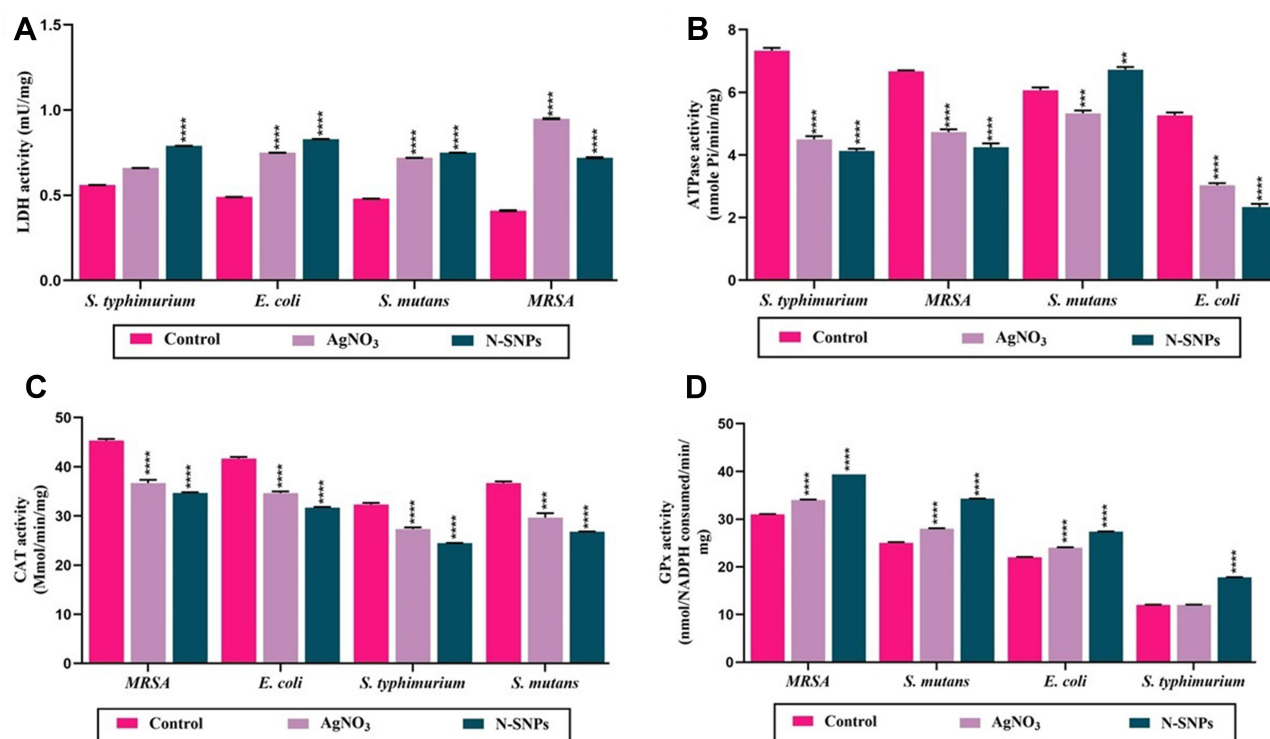 A
LDH activity (mU/mg)
1.5
1.0
0.5
0.0
****
****
****
****
****
****
****
S. typhimurium
E. coli
S. mutans
MRSA
Control
AgNO₃
N-SNPs
B
ATPase activity
(nmole Pi/min/mg)
8
6
4
2
0
****
****
****
****
***
**
****
****
S. typhimurium
MRSA
S. mutans
E. coli
Control
AgNO₃
N-SNPs
C
CAT activity
(Mmol/min/mg)
50
40
30
20
10
0
****
****
****
****
****
****
***
****
MRSA
E. coli
S. typhimurium
S. mutans
Control
AgNO₃
N-SNPs
D
GPx activity
(nmol/NADPH consumed/min/
mg)
50
40
30
20
10
0
****
****
****
****
****
****
****
MRSA
S. mutans
E. coli
S. typhimurium
Control
AgNO₃
N-SNPs